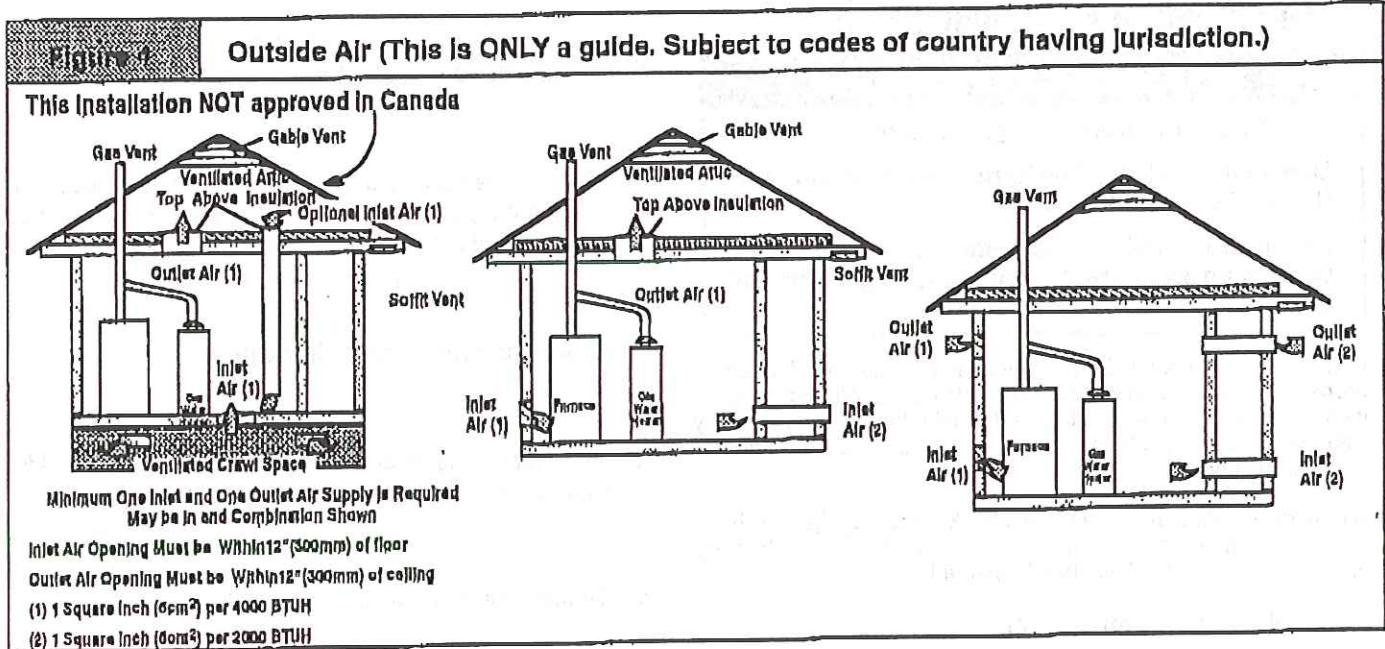 Figure 4
Outside Air (This is ONLY a guide. Subject to codes of country having jurisdiction.)
This Installation NOT approved in Canada
Gable Vent
Gas Vent
Ventilated Attic
Top Above Insulation
Optional Inlet Air (1)
Outlet Air (1)
Soffit Vent
Inlet
Air (1)
Gas
Water
Ventilated Crawl Space
Gable Vent
Gas Vent
Ventilated Attic
Top Above Insulation
Outlet Air (1)
Soffit Vent
Inlet
Air (1)
Furnace
Gas
Water
Heater
Inlet
Air (2)
Gas Vent
Outlet
Air (1)
Outlet
Air (2)
Inlet
Air (1)
Furnace
Gas
Water
Heater
Inlet
Air (2)
Minimum One Inlet and One Outlet Air Supply is Required
May be in and Combination Shown
Inlet Air Opening Must be Within 12" (300mm) of floor
Outlet Air Opening Must be Within 12" (300mm) of ceiling
(1) 1 Square Inch (6cm²) per 4000 BTUH
(2) 1 Square Inch (6cm²) per 2000 BTUH